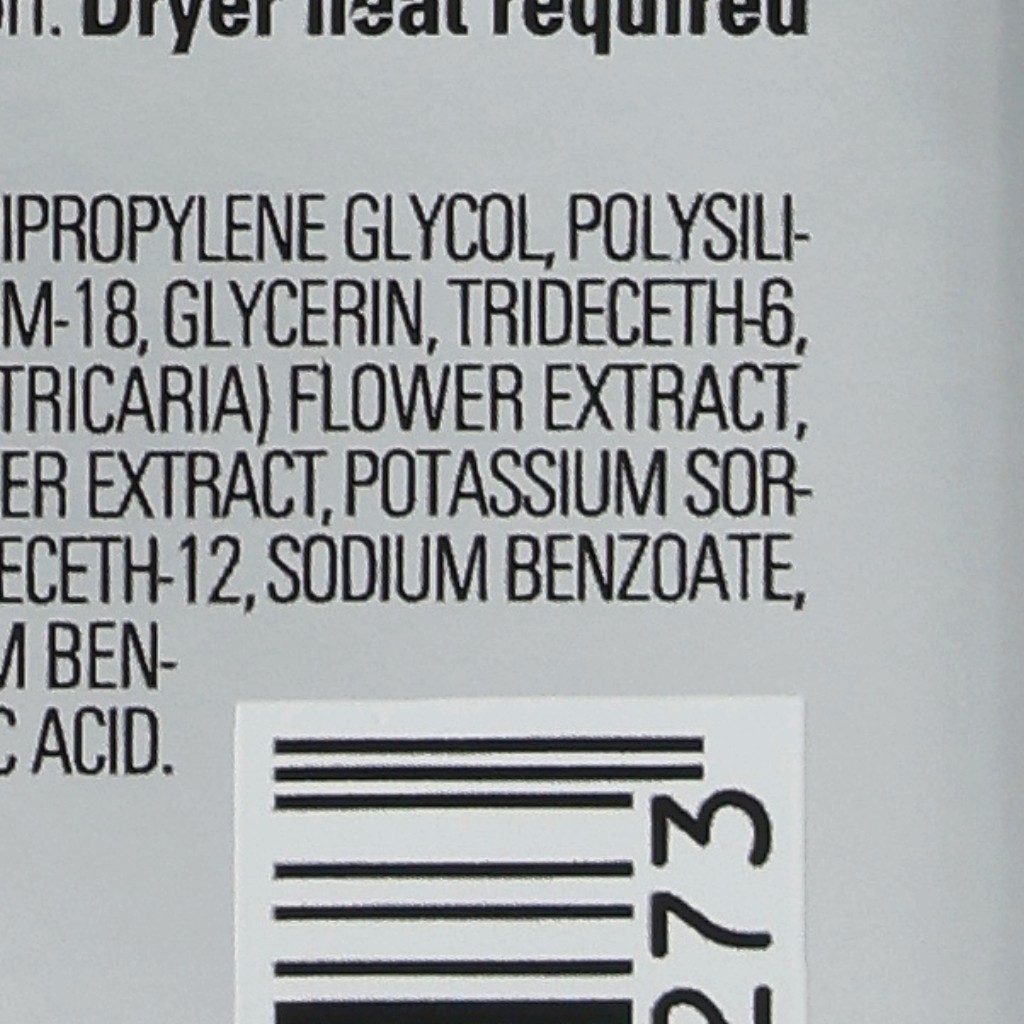 Dryer heat required
IPROPYLENE GLYCOL, POLYSILI-
M-18, GLYCERIN, TRIDECETH-6,
TRICARIA) FLOWER EXTRACT,
ER EXTRACT, POTASSIUM SOR-
ECETH-12, SODIUM BENZOATE,
M BEN-
C ACID.
273